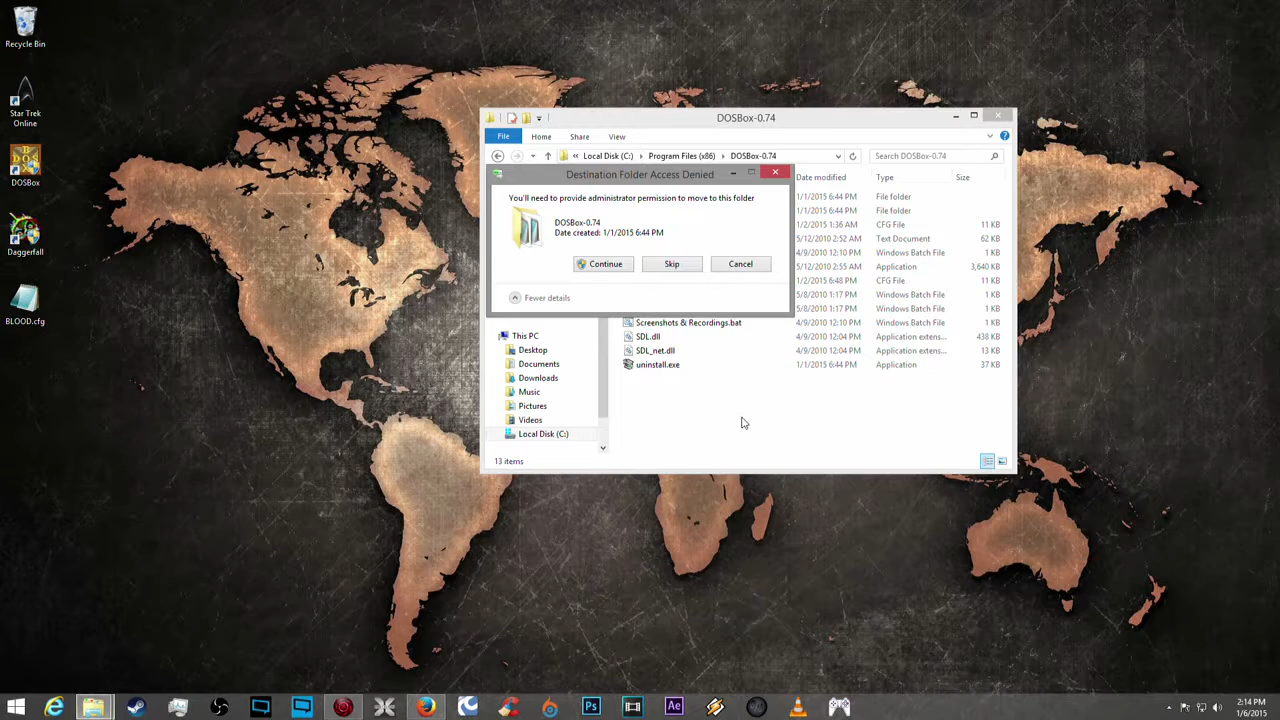 Recycle Bin
Star Trek
Online
DOSBox
Daggerfall
BLOOD.cfg
DOSBox-0.74
File Home Share View
« Local Disk (C:) Program Files (x86) DOSBox-0.74 Search DOSBox-0.74
Destination Folder Access Denied
You'll need to provide administrator permission to move to this folder
DOSBox-0.74
Date created: 1/1/2015 6:44 PM
Continue Skip Cancel
Fewer details
Date modified Type Size
1/1/2015 6:44 PM File folder
1/1/2015 6:44 PM File folder
1/2/2015 1:36 AM CFG File 11 KB
5/12/2010 2:52 AM Text Document 62 KB
4/9/2010 12:10 PM Windows Batch File 1 KB
5/12/2010 2:55 AM Application 3,640 KB
1/2/2015 6:48 PM CFG File 11 KB
5/8/2010 1:17 PM Windows Batch File 1 KB
5/8/2010 1:17 PM Windows Batch File 1 KB
Screenshots & Recordings.bat 4/9/2010 12:10 PM Windows Batch File 1 KB
SDL.dll 4/9/2010 12:04 PM Application extens... 438 KB
SDL_net.dll 4/9/2010 12:04 PM Application extens... 13 KB
uninstall.exe 1/1/2015 6:44 PM Application 37 KB
This PC
Desktop
Documents
Downloads
Music
Pictures
Videos
Local Disk (C:)
13 items
Ps
Ae
2:14 PM
1/6/2015